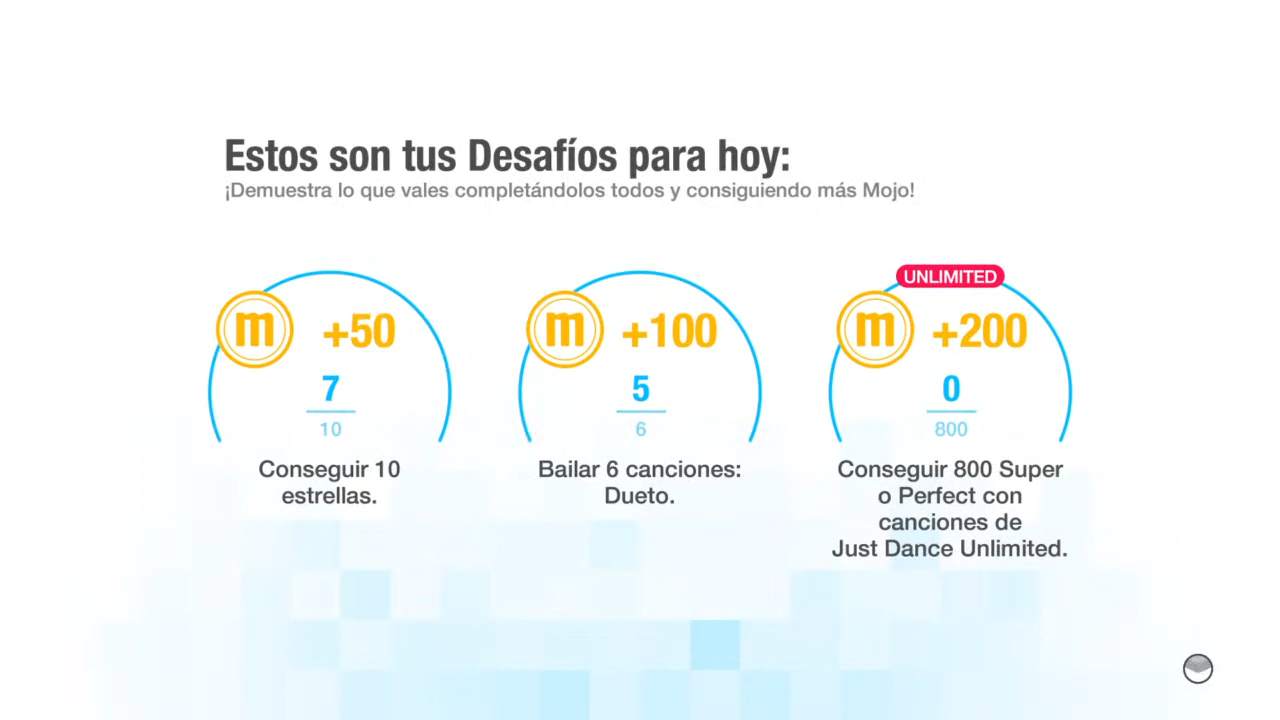 Estos son tus Desafíos para hoy:
¡Demuestra lo que vales completándolos todos y consiguiendo más Mojo!
m +50
7
10
Conseguir 10
estrellas.
m +100
5
6
Bailar 6 canciones:
Dueto.
UNLIMITED
m +200
0
800
Conseguir 800 Super
o Perfect con
canciones de
Just Dance Unlimited.